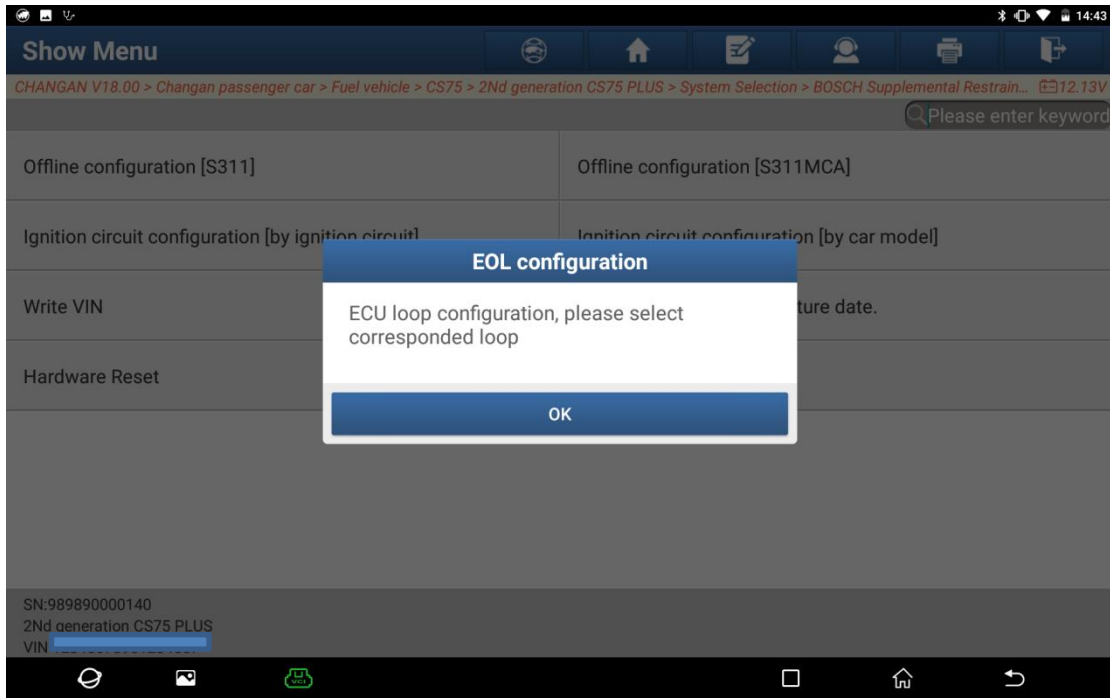 14:43
Show Menu
CHANGAN V18.00 > Changan passenger car > Fuel vehicle > CS75 > 2Nd generation CS75 PLUS > System Selection > BOSCH Supplemental Restrain... 12.13V
Please enter keyword
Offline configuration [S311] Offline configuration [S311MCA]
Ignition circuit configuration [by ignition circuit] Ignition circuit configuration [by car model]
EOL configuration
Write VIN ture date.
ECU loop configuration, please select
corresponded loop
Hardware Reset
OK
SN:989890000140
2Nd generation CS75 PLUS
VIN
VCI